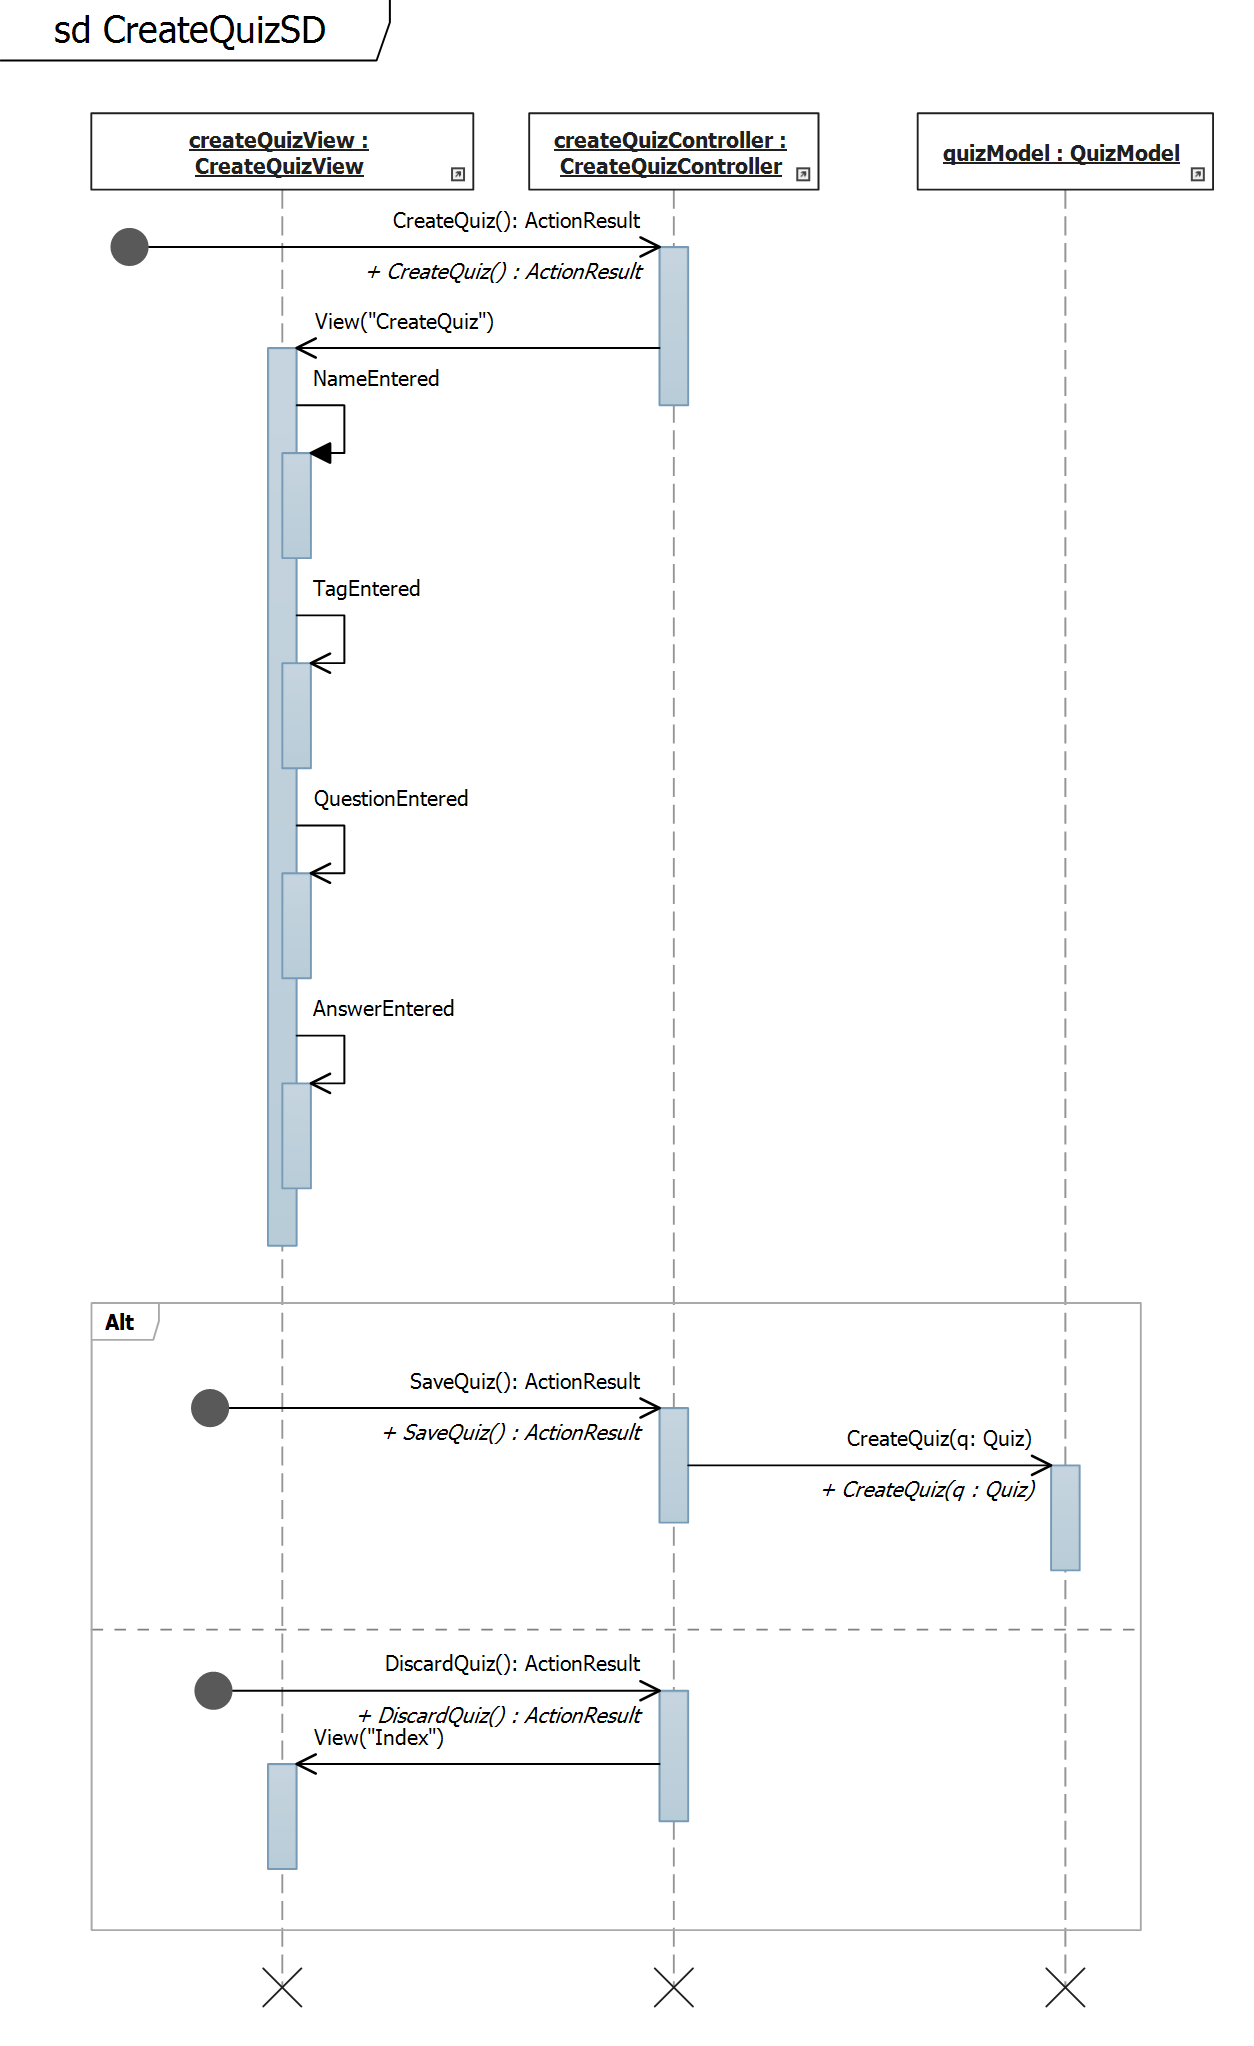 sd CreateQuizSD
createQuizView :
CreateQuizView
createQuizController :
CreateQuizController
quizModel : QuizModel
CreateQuiz(): ActionResult
+ CreateQuiz() : ActionResult
View("CreateQuiz")
NameEntered
TagEntered
QuestionEntered
AnswerEntered
Alt
SaveQuiz(): ActionResult
+ SaveQuiz() : ActionResult
CreateQuiz(q: Quiz)
+ CreateQuiz(q : Quiz)
DiscardQuiz(): ActionResult
+ DiscardQuiz() : ActionResult
View("Index")